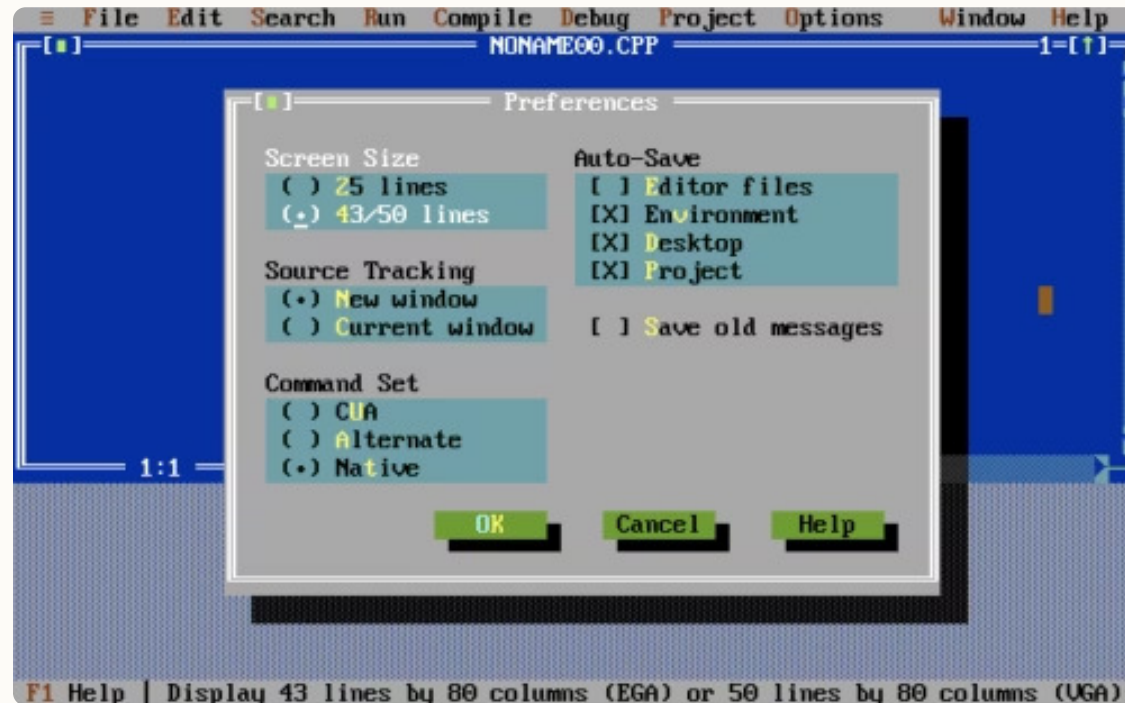 ≡ File Edit Search Run Compile Debug Project Options Window Help
[■] NONAME00.CPP 1=[↑]
[■] Preferences
Screen Size
( ) 25 lines
(•) 43/50 lines
Source Tracking
(•) New window
( ) Current window
Command Set
( ) CUA
( ) Alternate
(•) Native
Auto-Save
[ ] Editor files
[X] Environment
[X] Desktop
[X] Project
[ ] Save old messages
OK Cancel Help
1:1
F1 Help | Display 43 lines by 80 columns (EGA) or 50 lines by 80 columns (VGA)